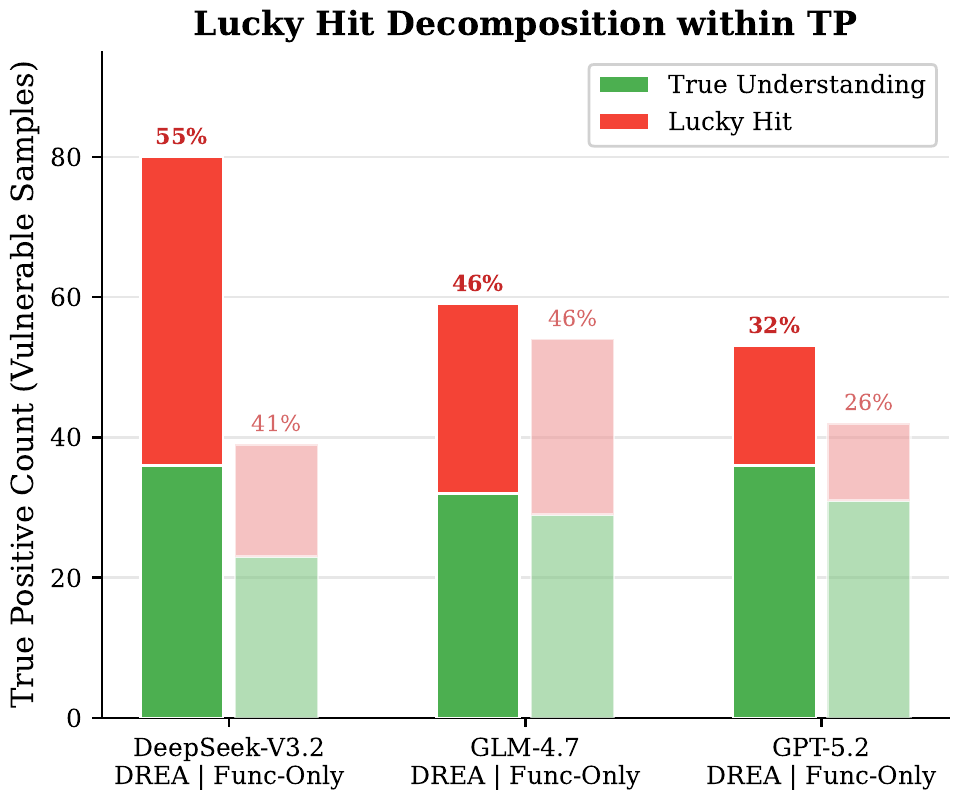 Lucky Hit Decomposition within TP
True Understanding
Lucky Hit
True Positive Count (Vulnerable Samples)
80
60
40
20
0
55%
41%
46%
46%
32%
26%
DeepSeek-V3.2
DREA | Func-Only
GLM-4.7
DREA | Func-Only
GPT-5.2
DREA | Func-Only